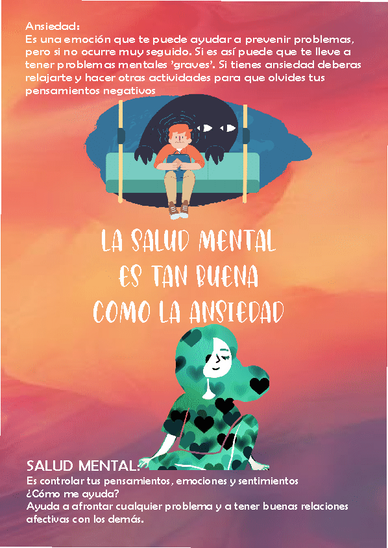 Ansiedad:
Es una emoción que te puede ayudar a prevenir problemas,
pero si no ocurre muy seguido. Si es así puede que te lleve a
tener problemas mentales 'graves'. Si tienes ansiedad deberas
relajarte y hacer otras actividades para que olvides tus
pensamientos negativos
LA SALUD MENTAL
ES TAN BUENA
COMO LA ANSIEDAD
SALUD MENTAL:
Es controlar tus pensamientos, emociones y sentimientos
¿Cómo me ayuda?
Ayuda a afrontar cualquier problema y a tener buenas relaciones
afectivas con los demás.